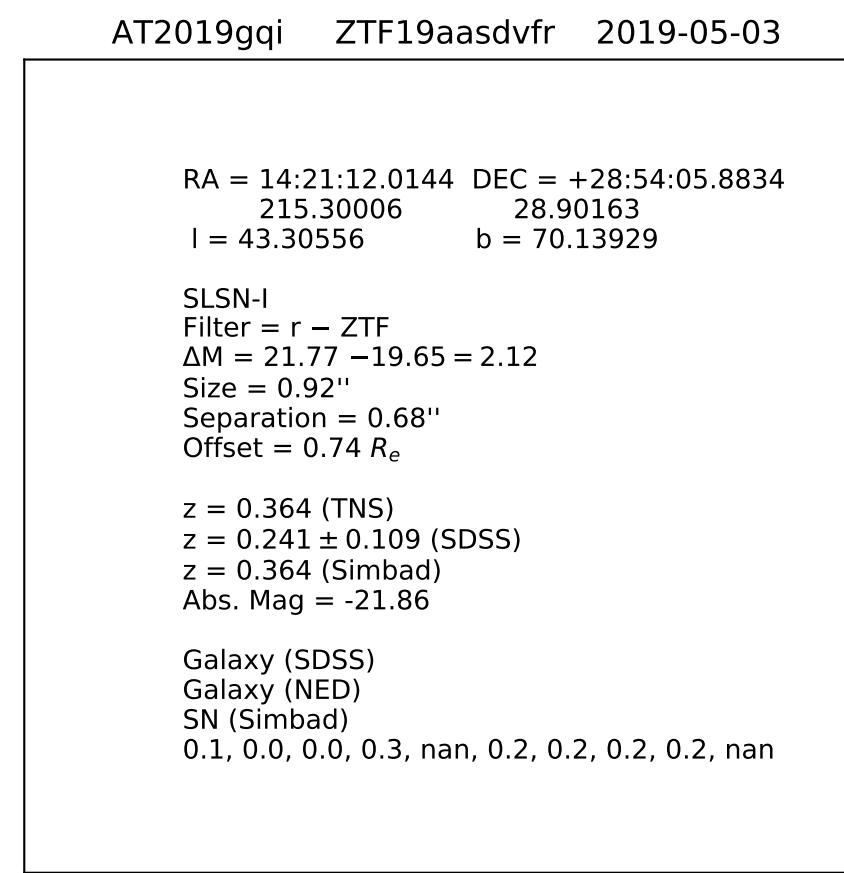 AT2019gqi ZTF19aasdvfr 2019-05-03
RA = 14:21:12.0144 DEC = +28:54:05.8834
215.30006 28.90163
l = 43.30556 b = 70.13929
SLSN-I
Filter = r − ZTF
ΔM = 21.77 −19.65 = 2.12
Size = 0.92''
Separation = 0.68''
Offset = 0.74 Rₑ
z = 0.364 (TNS)
z = 0.241 ± 0.109 (SDSS)
z = 0.364 (Simbad)
Abs. Mag = -21.86
Galaxy (SDSS)
Galaxy (NED)
SN (Simbad)
0.1, 0.0, 0.0, 0.3, nan, 0.2, 0.2, 0.2, 0.2, nan